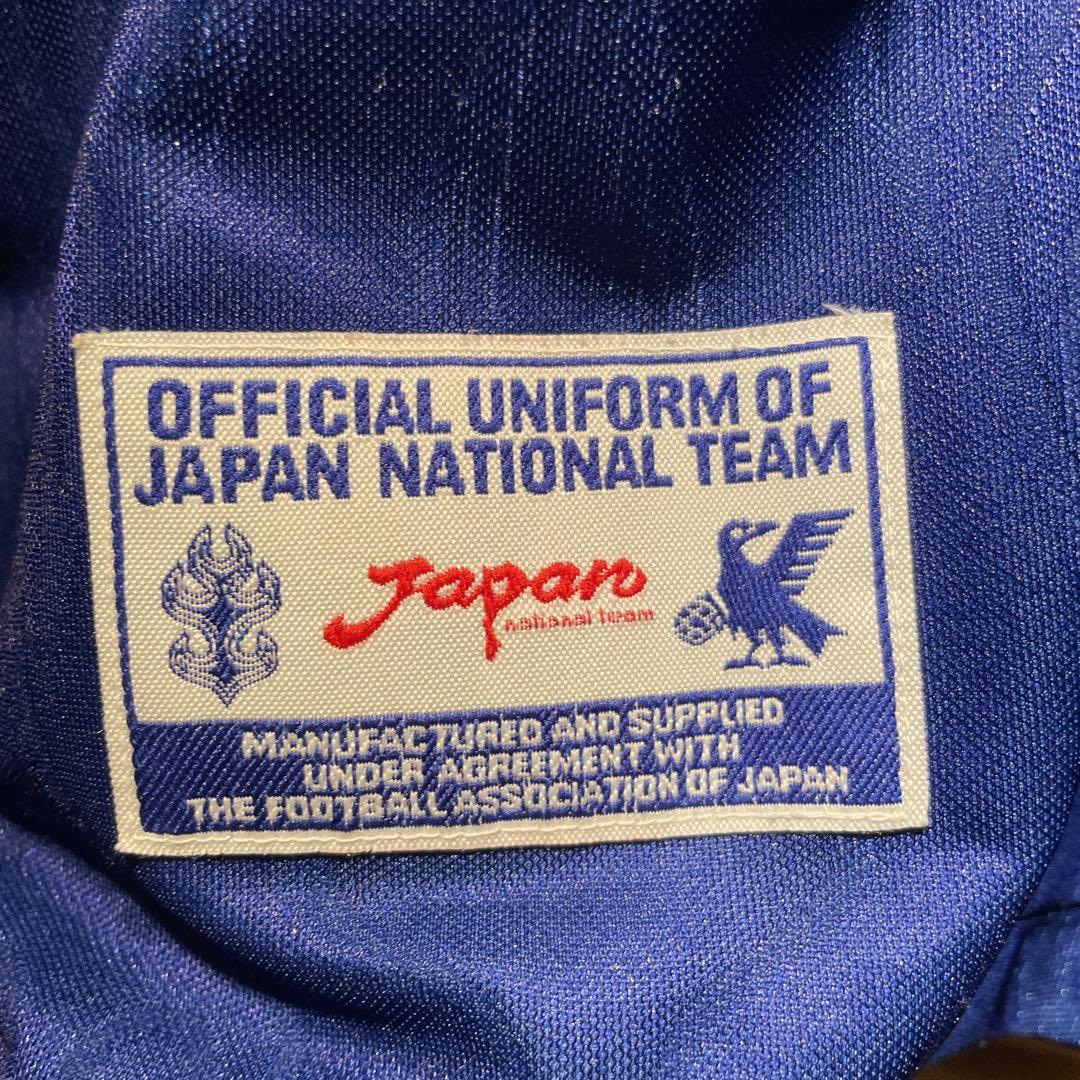 OFFICIAL UNIFORM OF
JAPAN NATIONAL TEAM
Japan
national team
MANUFACTURED AND SUPPLIED
UNDER AGREEMENT WITH
THE FOOTBALL ASSOCIATION OF JAPAN